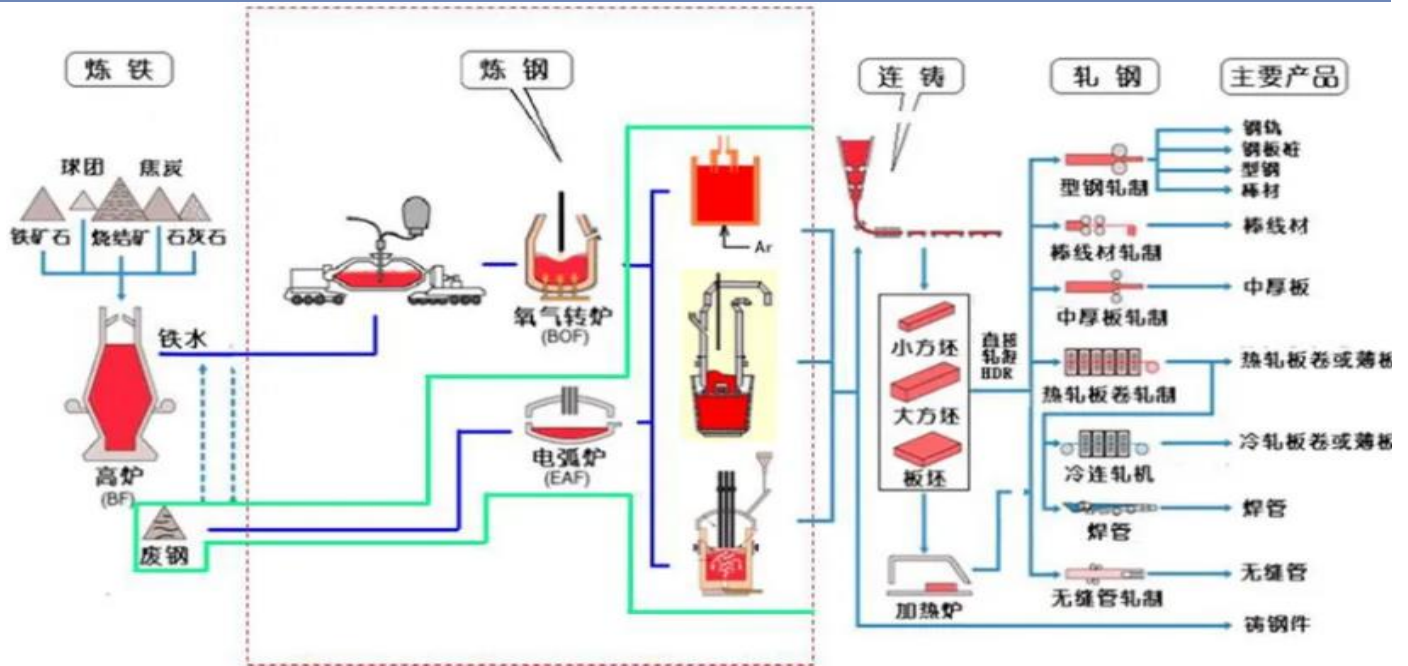 炼铁
炼钢
连铸
轧钢
主要产品
球团
焦炭
铁矿石
烧结矿
石灰石
铁水
高炉
(BF)
废钢
氧气转炉
(BOF)
电弧炉
(EAF)
Ar
小方坯
大方坯
板坯
加热炉
直接
HDR
型钢轧制
棒线材轧制
中厚板轧制
热轧板卷轧制
冷连轧机
焊管
无缝管轧制
钢轨
钢板桩
型钢
棒材
棒线材
中厚板
热轧板卷或薄板
冷轧板卷或薄板
焊管
无缝管
铸钢件